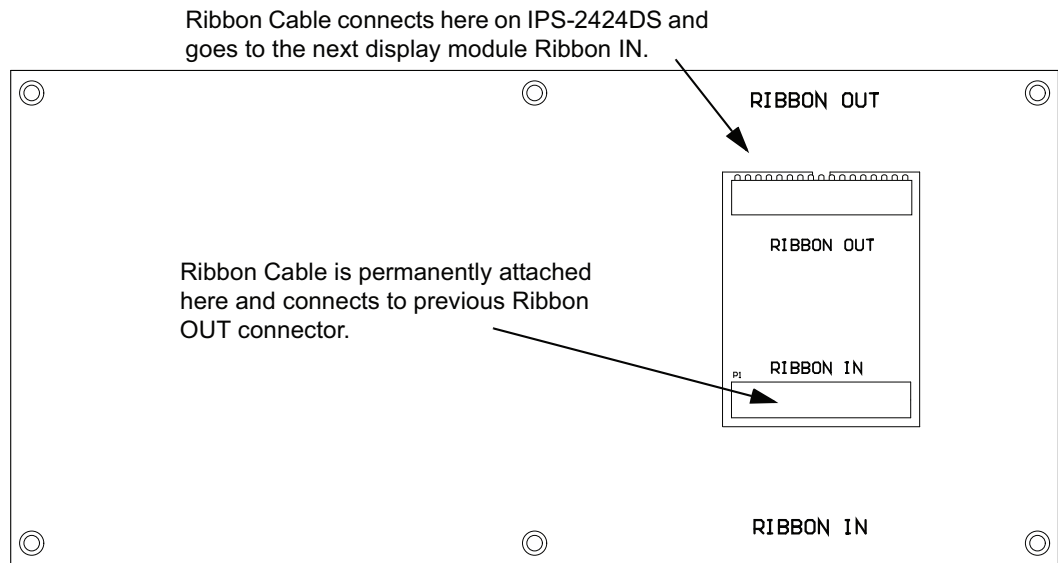 Ribbon Cable connects here on IPS-2424DS and
goes to the next display module Ribbon IN.
RIBBON OUT
RIBBON OUT
Ribbon Cable is permanently attached
here and connects to previous Ribbon
OUT connector.
RIBBON IN
P1
RIBBON IN